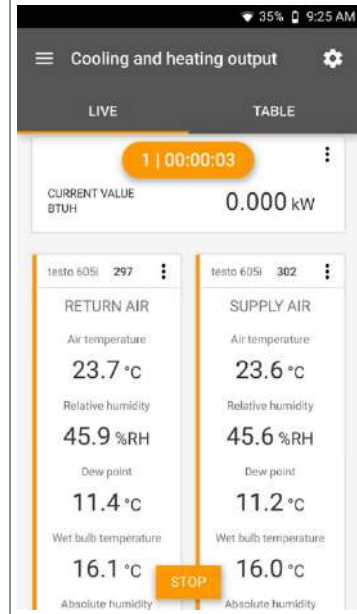 35% 9:25 AM
Cooling and heating output
LIVE TABLE
1 | 00:00:03
CURRENT VALUE
BTUH
0.000 kW
testo 605i 297
RETURN AIR
Air temperature
23.7 °C
Relative humidity
45.9 %RH
Dew point
11.4 °C
Wet bulb temperature
16.1 °C
Absolute humidity
testo 605i 302
SUPPLY AIR
Air temperature
23.6 °C
Relative humidity
45.6 %RH
Dew point
11.2 °C
Wet bulb temperature
16.0 °C
Absolute humidity
STOP